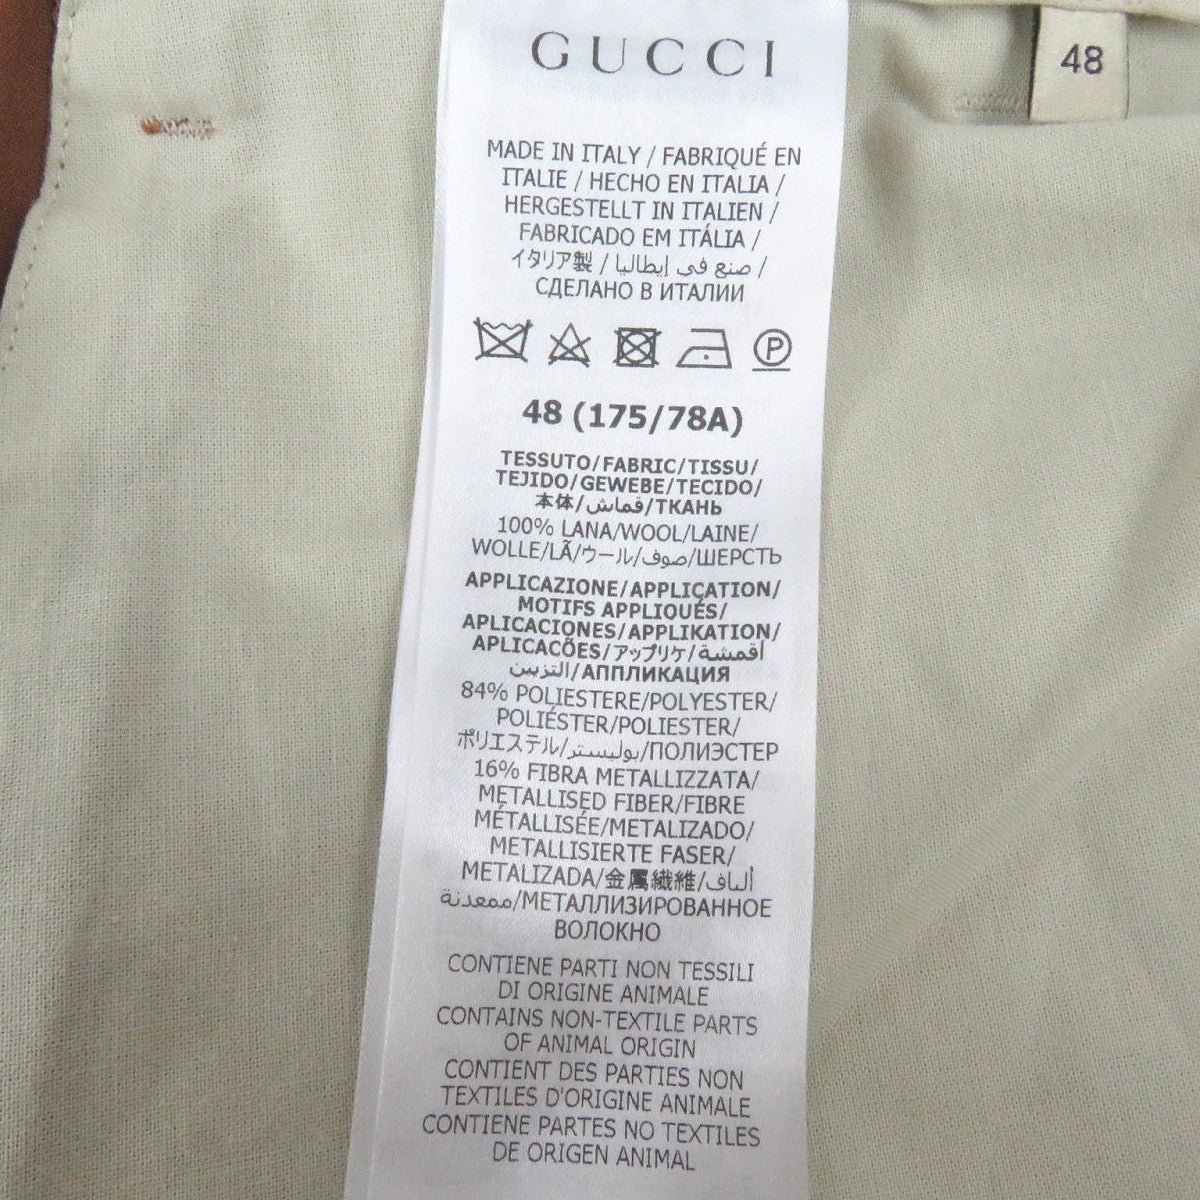 GUCCI
48
MADE IN ITALY / FABRIQUÉ EN
ITALIE / HECHO EN ITALIA /
HERGESTELLT IN ITALIEN /
FABRICADO EM ITÁLIA /
イタリア製 / صنع في إيطاليا /
СДЕЛАНО В ИТАЛИИ
P
48 (175/78A)
TESSUTO/FABRIC/TISSU/
TEJIDO/GEWEBE/TECIDO/
本体/قماش/ТКАНЬ
100% LANA/WOOL/LAINE/
WOLLE/LÃ/ウール/صوف/ШЕРСТЬ
APPLICAZIONE/APPLICATION/
MOTIFS APPLIQUÉS/
APLICACIONES/APPLIKATION/
APLICACÕES/アップリケ/أقمشة
التزيين/АППЛИКАЦИЯ
84% POLIESTERE/POLYESTER/
POLIÉSTER/POLIESTER/
ポリエステル/بوليستر/ПОЛИЭСТЕР
16% FIBRA METALLIZZATA/
METALLISED FIBER/FIBRE
MÉTALLISÉE/METALIZADO/
METALLISIERTE FASER/
METALIZADA/金属繊維/ألياف
ممعدنة/МЕТАЛЛИЗИРОВАННОЕ
ВОЛОКНО
CONTIENE PARTI NON TESSILI
DI ORIGINE ANIMALE
CONTAINS NON-TEXTILE PARTS
OF ANIMAL ORIGIN
CONTIENT DES PARTIES NON
TEXTILES D'ORIGINE ANIMALE
CONTIENE PARTES NO TEXTILES
DE ORIGEN ANIMAL